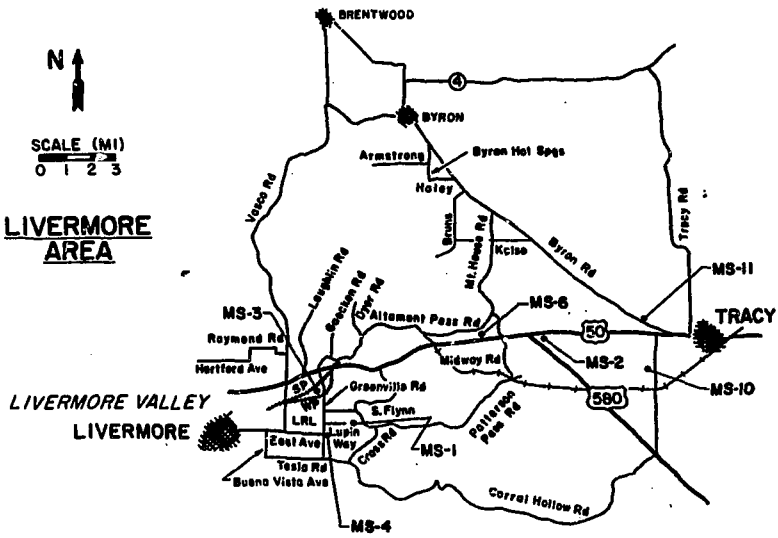 BRENTWOOD
N
4
SCALE (MI)
0 1 2 3
BYRON
Armstrong
Byron Hot Spgs
Holey
Vasco Rd
LIVERMORE
AREA
Bruns
Mt. House Rd
Kelso
Byron Rd
Tracy Rd
Laughlin Rd
Goecken Rd
Dyer Rd
MS-11
MS-3
Altamont Pass Rd
MS-6
TRACY
Raymond Rd
50
Hartford Ave
Midway Rd
MS-2
SP
Greenville Rd
MS-10
580
LIVERMORE VALLEY
WP
S. Flynn
Patterson
Pass Rd
LIVERMORE
LRL
Lupin
Way
East Ave
Cross Rd
MS-1
Tesla Rd
Buena Vista Ave
Corral Hollow Rd
MS-4